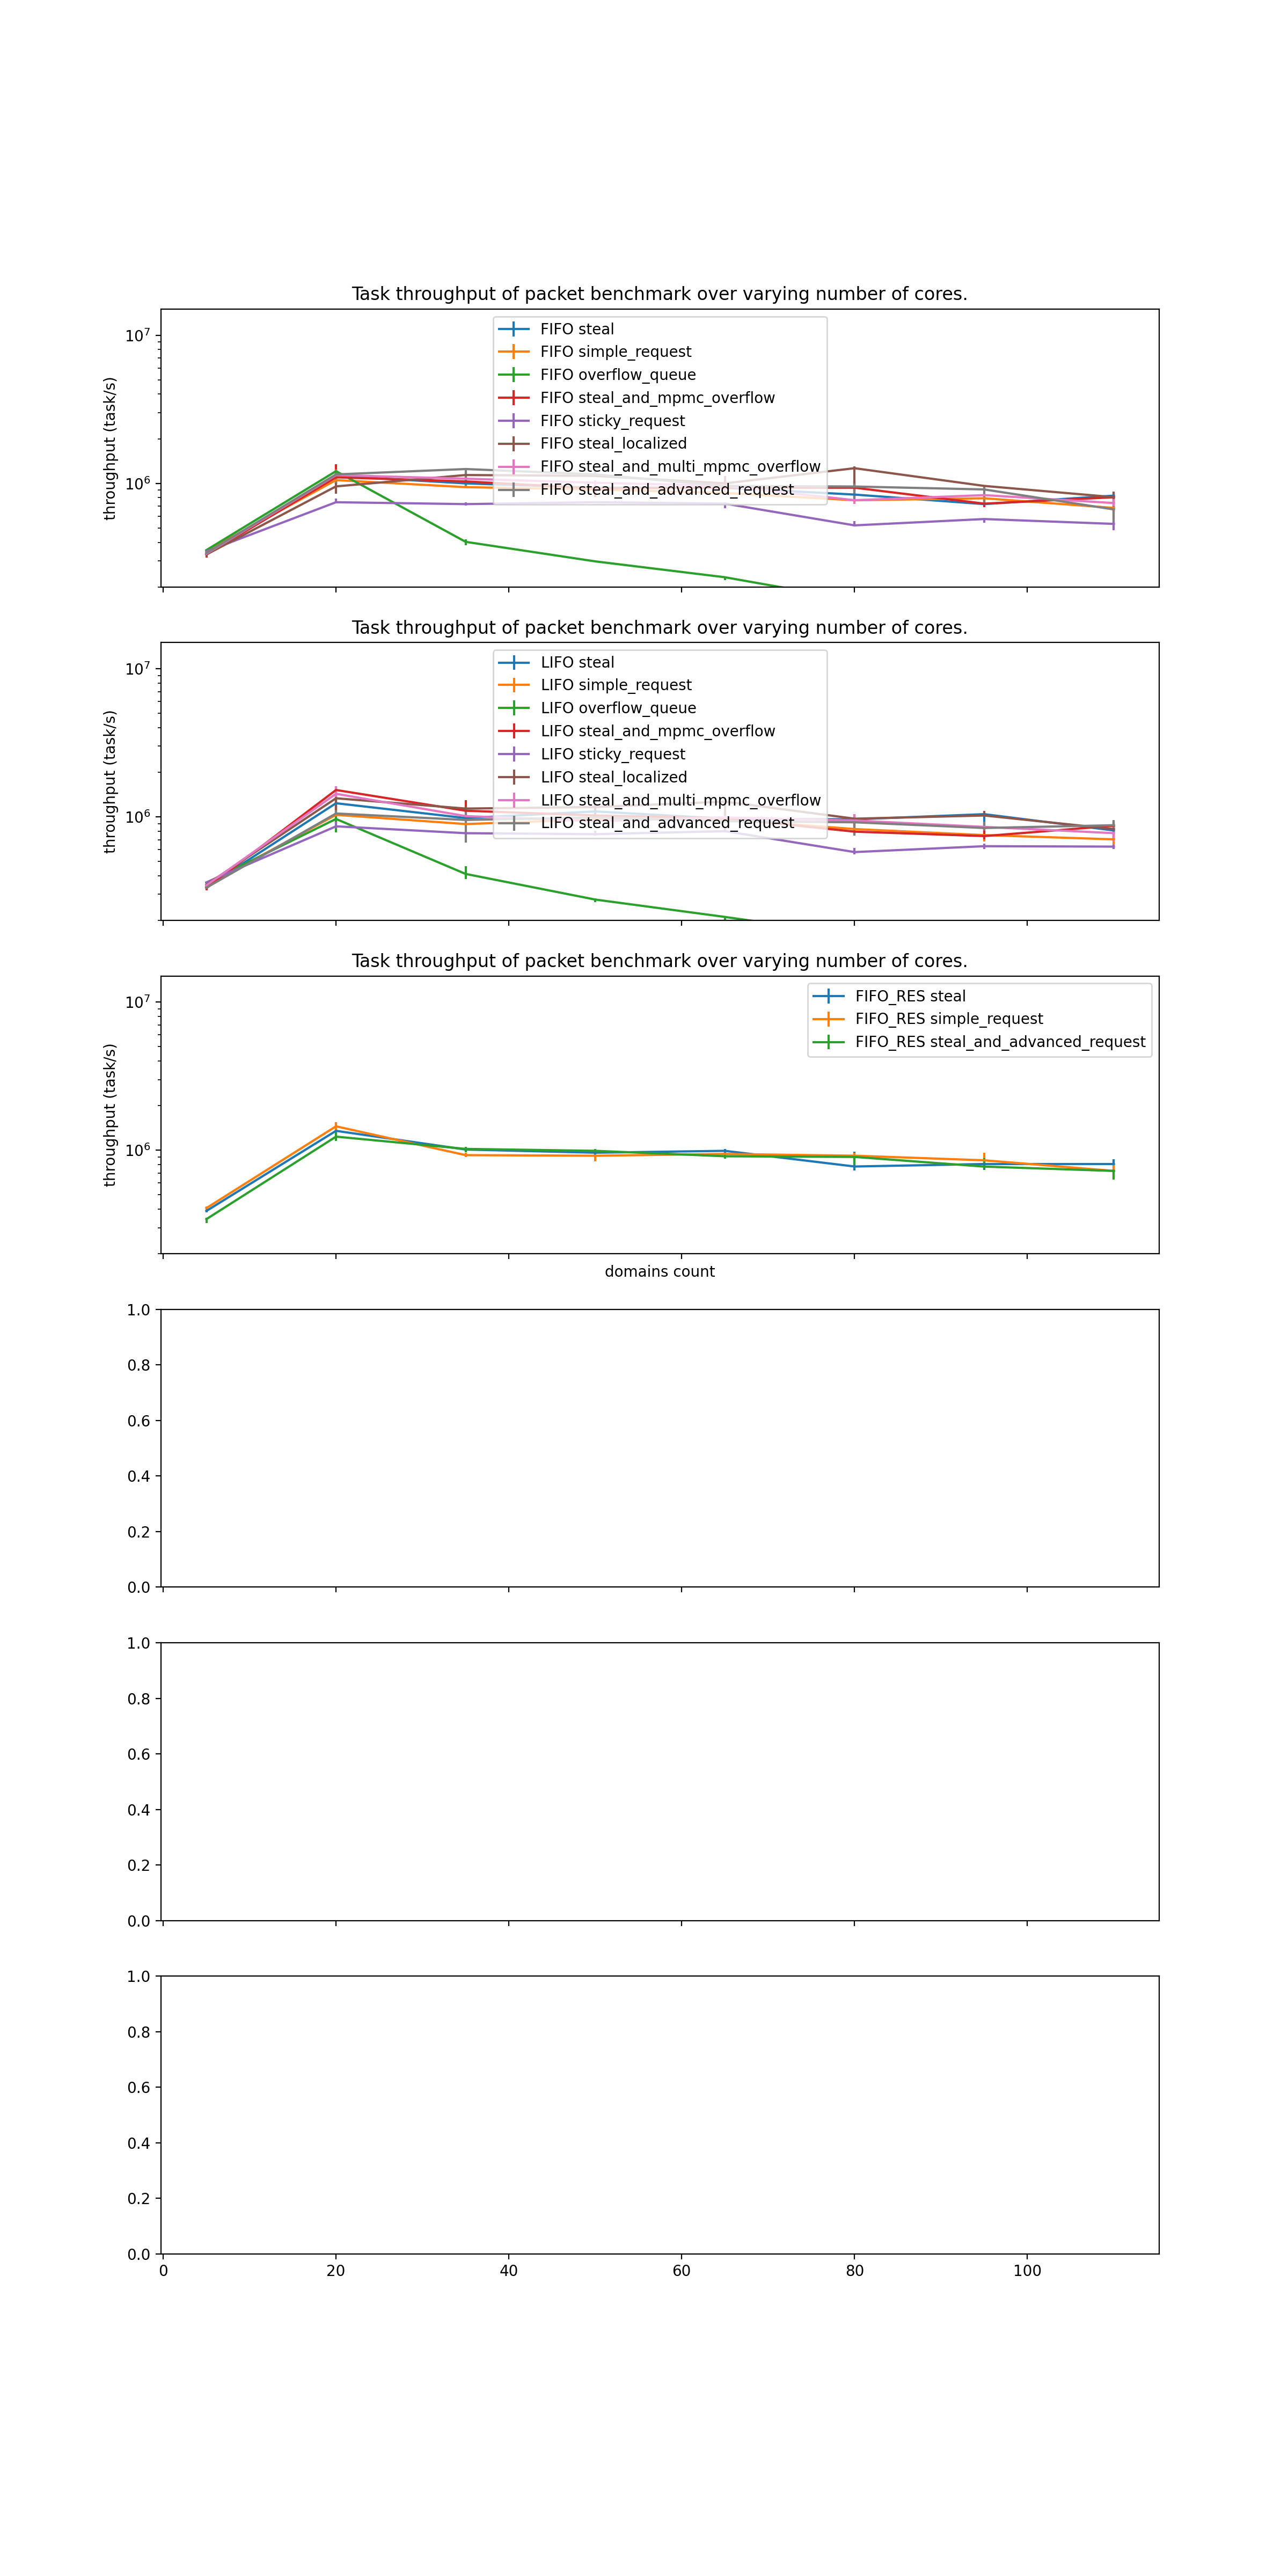 Task throughput of packet benchmark over varying number of cores.
throughput (task/s)
10^7
10^6
FIFO steal
FIFO simple_request
FIFO overflow_queue
FIFO steal_and_mpmc_overflow
FIFO sticky_request
FIFO steal_localized
FIFO steal_and_multi_mpmc_overflow
FIFO steal_and_advanced_request
Task throughput of packet benchmark over varying number of cores.
throughput (task/s)
10^7
10^6
LIFO steal
LIFO simple_request
LIFO overflow_queue
LIFO steal_and_mpmc_overflow
LIFO sticky_request
LIFO steal_localized
LIFO steal_and_multi_mpmc_overflow
LIFO steal_and_advanced_request
Task throughput of packet benchmark over varying number of cores.
throughput (task/s)
10^7
10^6
FIFO_RES steal
FIFO_RES simple_request
FIFO_RES steal_and_advanced_request
domains count
1.0
0.8
0.6
0.4
0.2
0.0
1.0
0.8
0.6
0.4
0.2
0.0
1.0
0.8
0.6
0.4
0.2
0.0
0 20 40 60 80 100